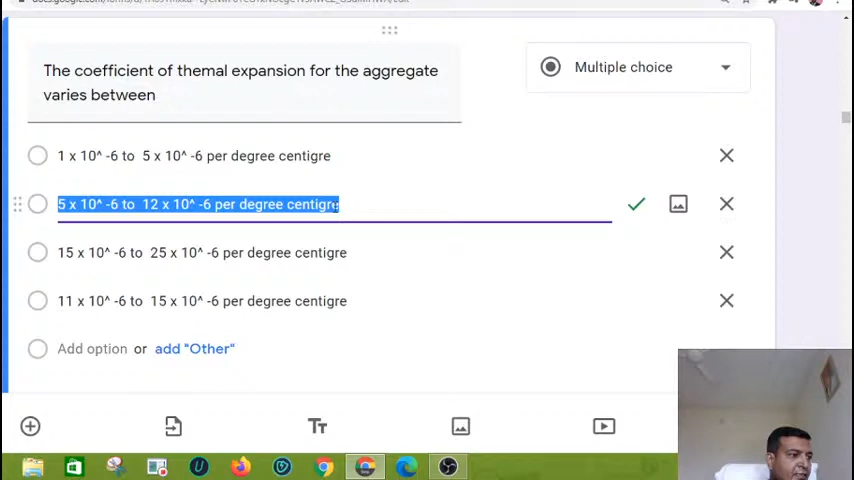 The coefficient of themal expansion for the aggregate
varies between
Multiple choice
1 x 10^ -6 to 5 x 10^ -6 per degree centigre
5 x 10^ -6 to 12 x 10^ -6 per degree centigre
15 x 10^ -6 to 25 x 10^ -6 per degree centigre
11 x 10^ -6 to 15 x 10^ -6 per degree centigre
Add option or add "Other"
Tт